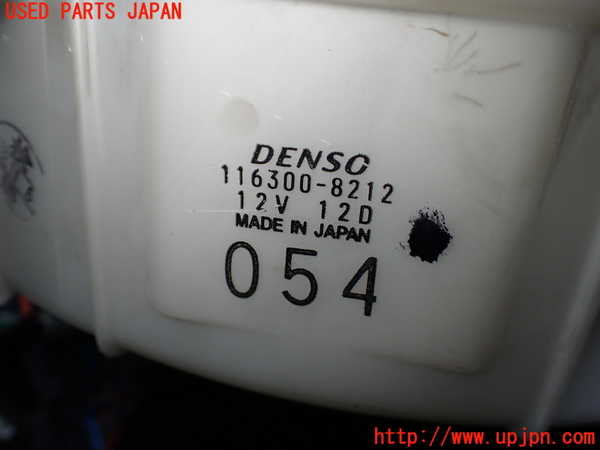 USED PARTS JAPAN
DENSO
116300-8212
12V 12D
MADE IN JAPAN
054
http://www.upjpn.com/